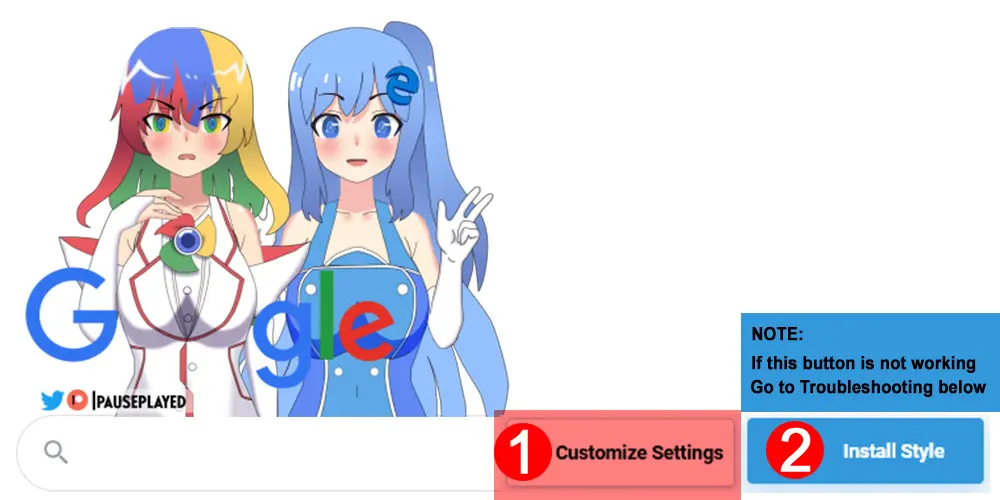 e
G gle
|PAUSEPLAYED
NOTE:
If this button is not working
Go to Troubleshooting below
1 Customize Settings
2 Install Style